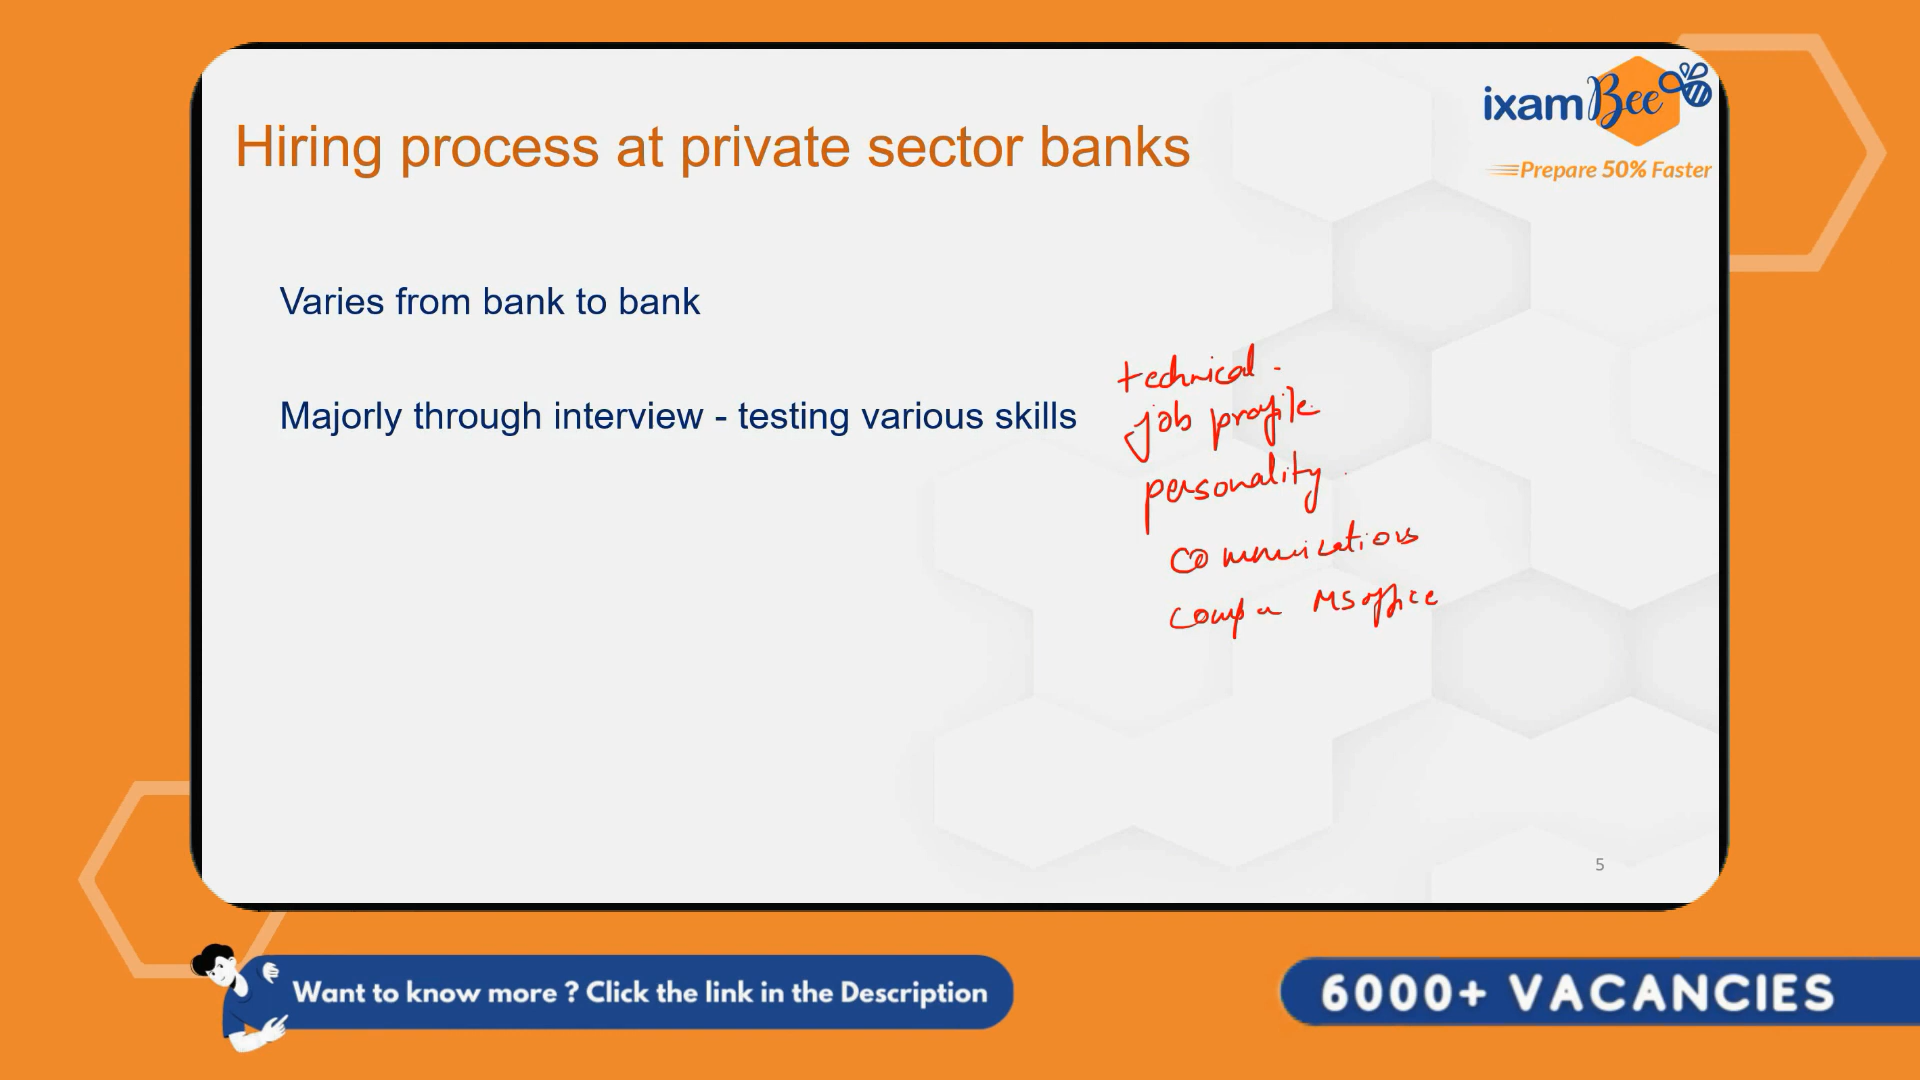 ixamBee
Prepare 50% Faster
Hiring process at private sector banks
Varies from bank to bank
Majorly through interview - testing various skills
technical
job profile
personality
MS office
5
Want to know more ? Click the link in the Description
6000+ VACANCIES